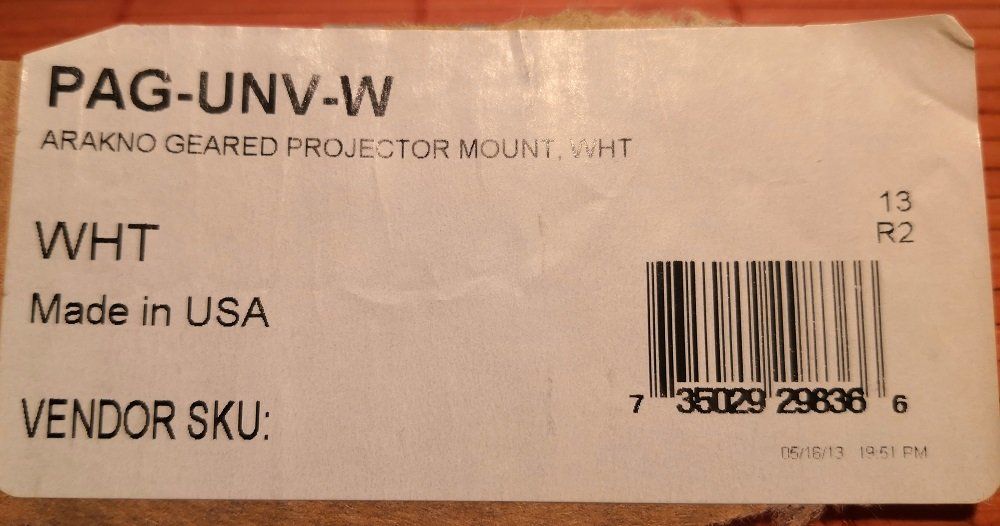 PAG-UNV-W
ARAKNO GEARED PROJECTOR MOUNT, WHT
13
R2
WHT
Made in USA
7 35029 29836 6
VENDOR SKU:
05/16/13 19:51 PM